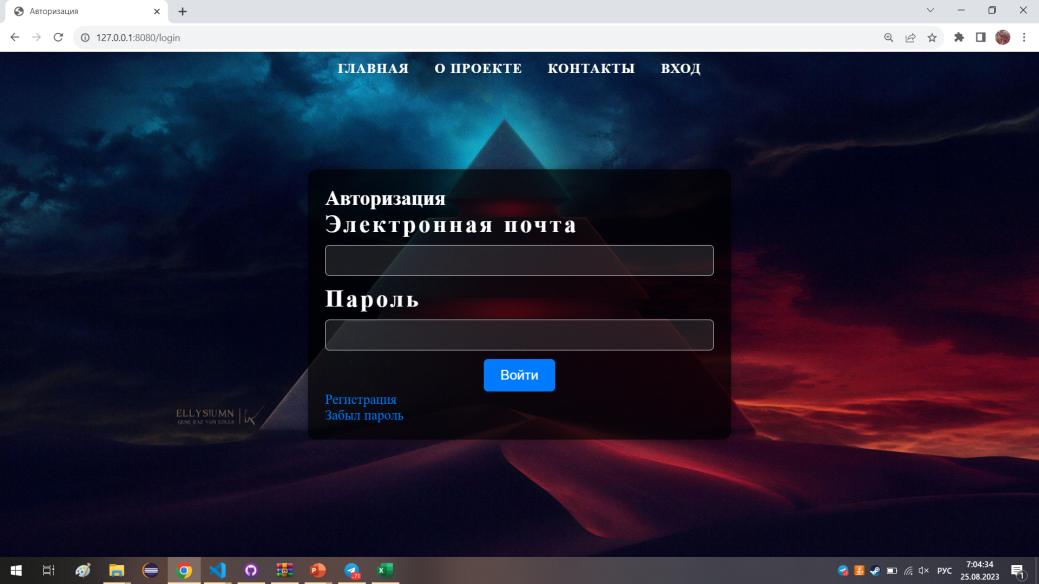 Авторизация
127.0.0.1:8080/login
ГЛАВНАЯ О ПРОЕКТЕ КОНТАКТЫ ВХОД
Авторизация
Электронная почта
Пароль
Войти
Регистрация
Забыл пароль
ELLYSIUMN
РУС
7:04:34
25.08.2023